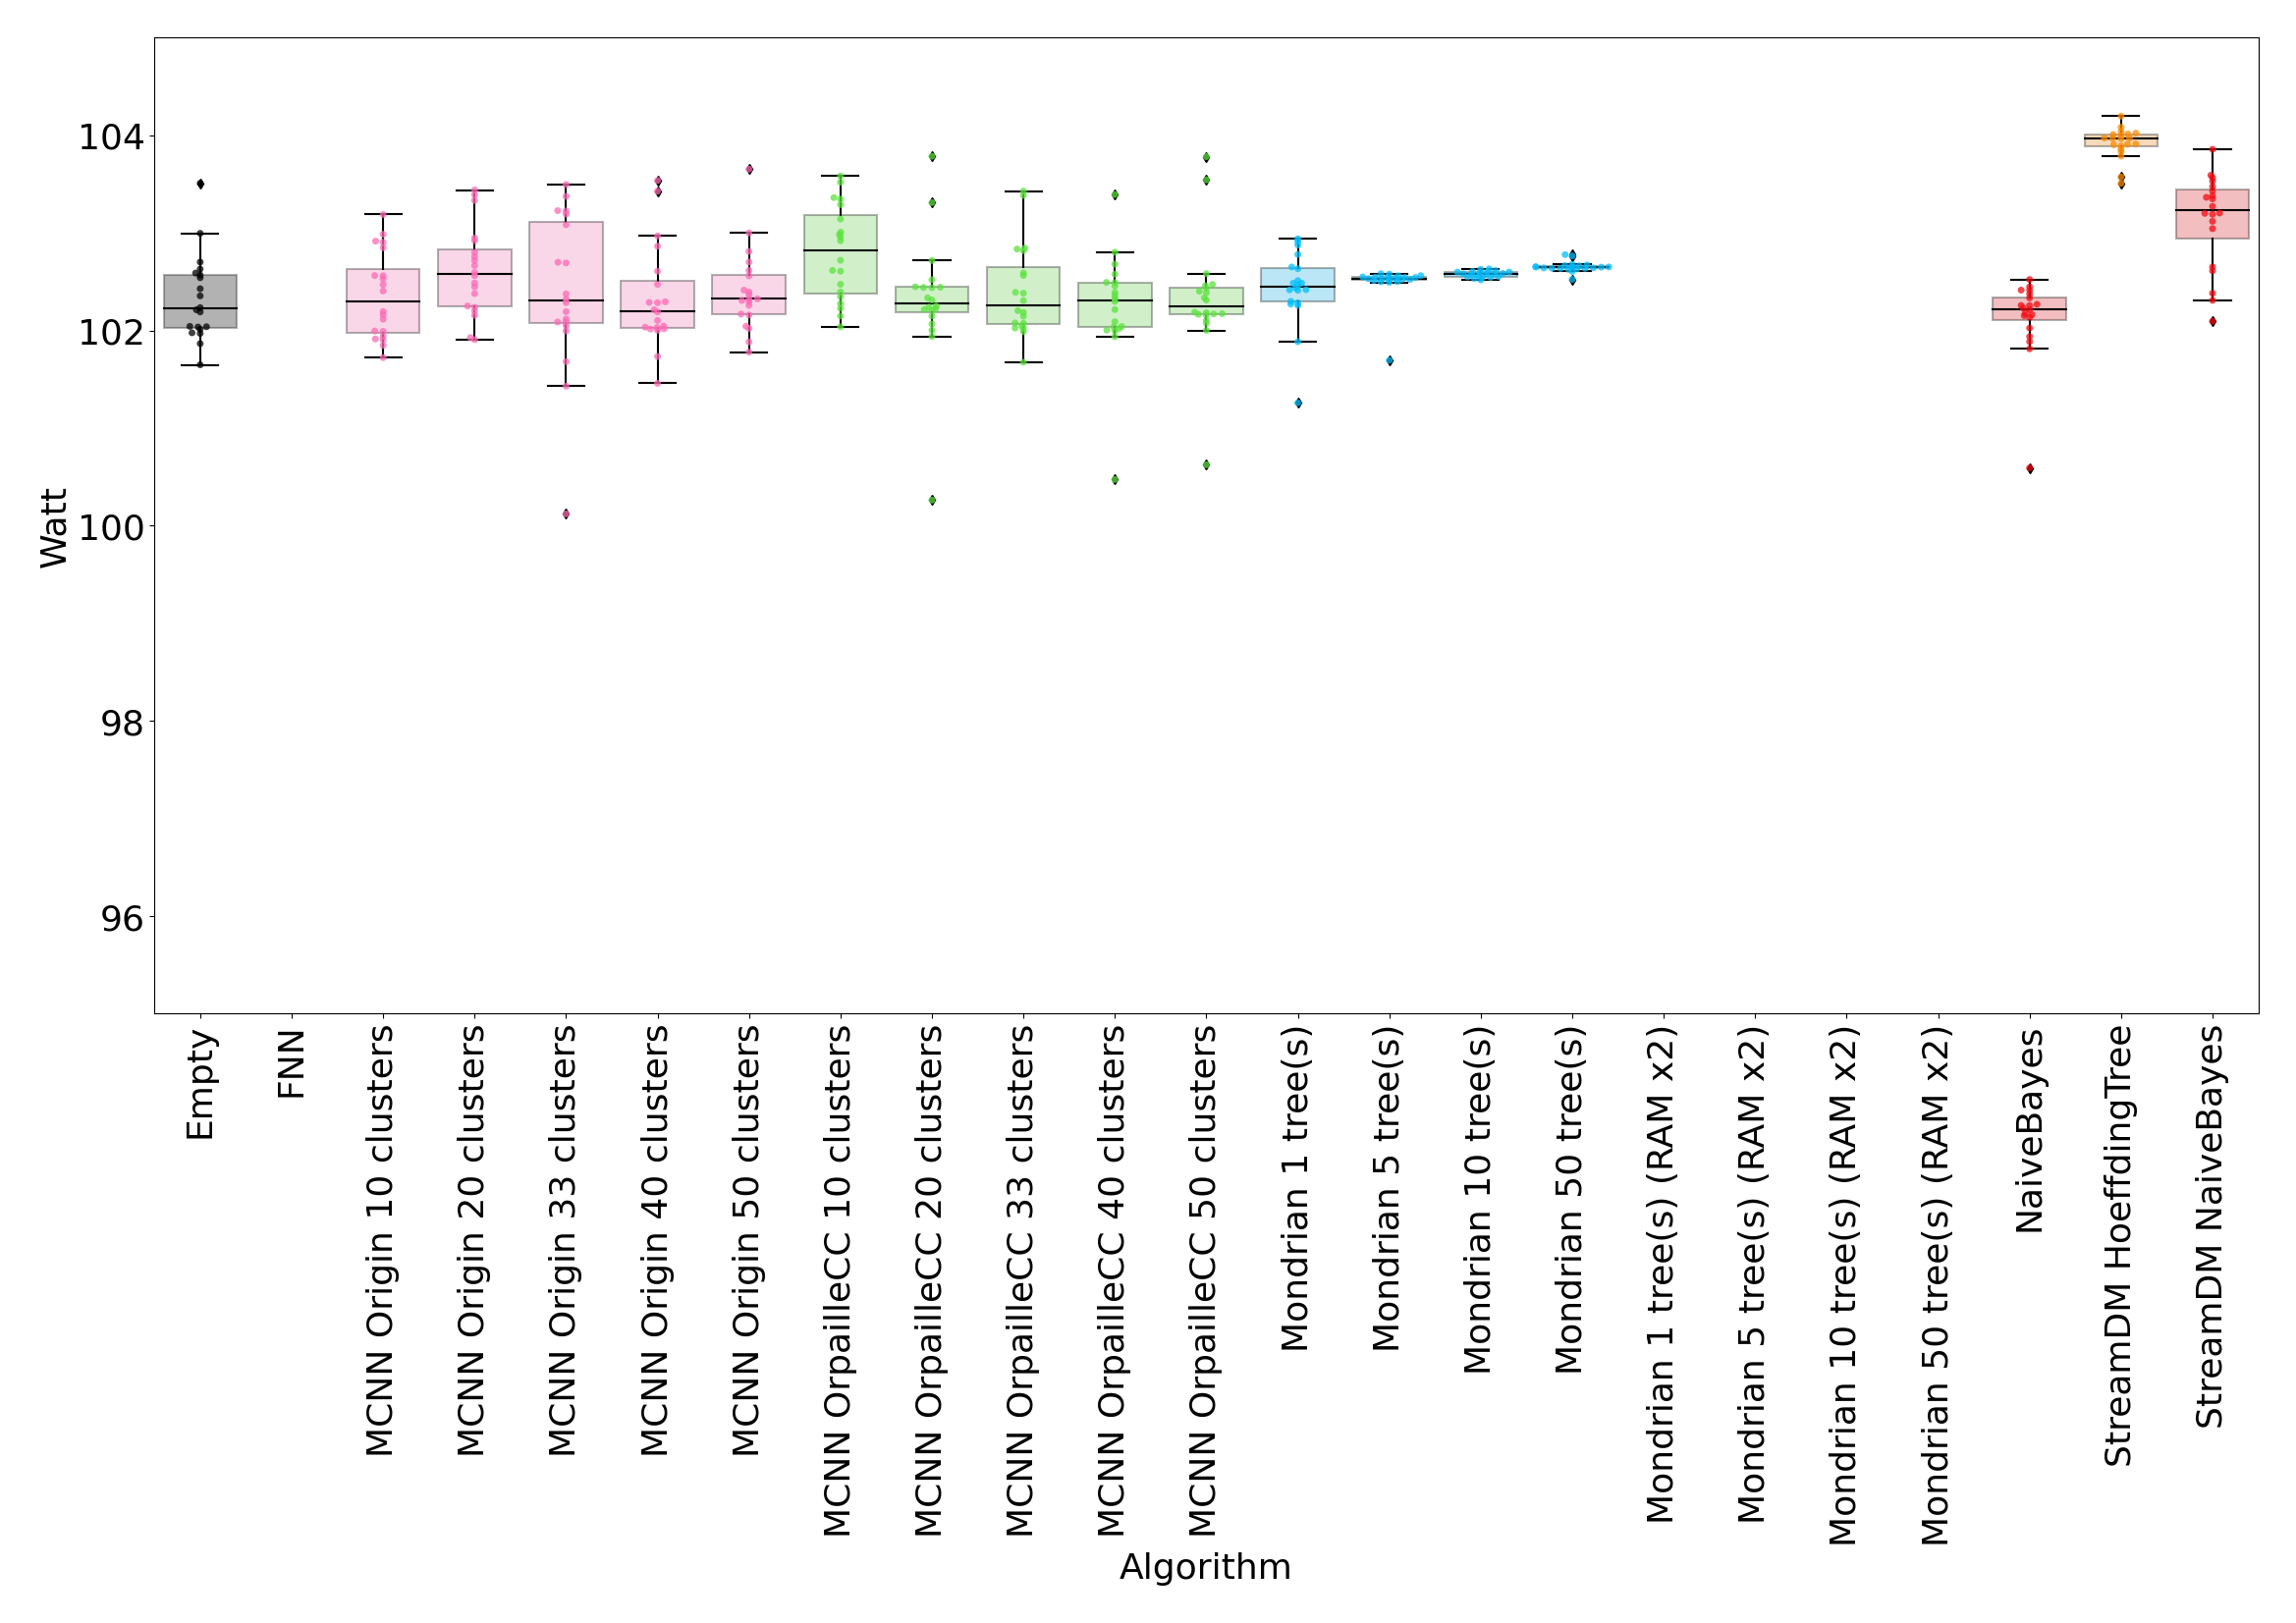 Watt
104
102
100
98
96
Empty
FNN
MCNN Origin 10 clusters
MCNN Origin 20 clusters
MCNN Origin 33 clusters
MCNN Origin 40 clusters
MCNN Origin 50 clusters
MCNN OrpailleCC 10 clusters
MCNN OrpailleCC 20 clusters
MCNN OrpailleCC 33 clusters
MCNN OrpailleCC 40 clusters
MCNN OrpailleCC 50 clusters
Mondrian 1 tree(s)
Mondrian 5 tree(s)
Mondrian 10 tree(s)
Mondrian 50 tree(s)
Mondrian 1 tree(s) (RAM x2)
Mondrian 5 tree(s) (RAM x2)
Mondrian 10 tree(s) (RAM x2)
Mondrian 50 tree(s) (RAM x2)
NaiveBayes
StreamDM HoeffdingTree
StreamDM NaiveBayes
Algorithm